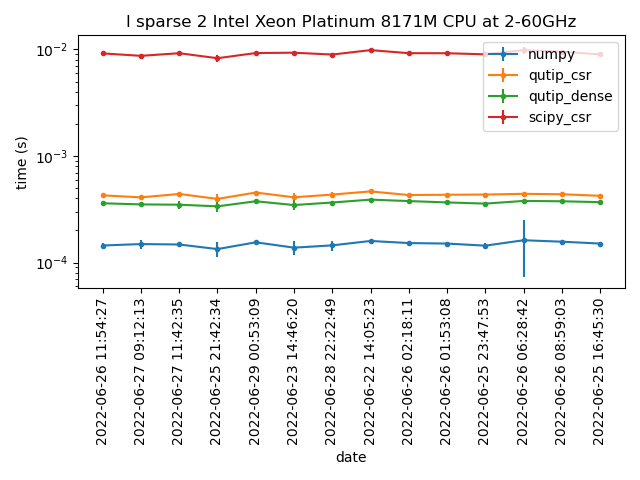 l sparse 2 Intel Xeon Platinum 8171M CPU at 2-60GHz
time (s)
10⁻²
10⁻³
10⁻⁴
numpy
qutip_csr
qutip_dense
scipy_csr
2022-06-26 11:54:27
2022-06-27 09:12:13
2022-06-27 11:42:35
2022-06-25 21:42:34
2022-06-29 00:53:09
2022-06-23 14:46:20
2022-06-28 22:22:49
2022-06-22 14:05:23
2022-06-26 02:18:11
2022-06-26 01:53:08
2022-06-25 23:47:53
2022-06-26 06:28:42
2022-06-26 08:59:03
2022-06-25 16:45:30
date